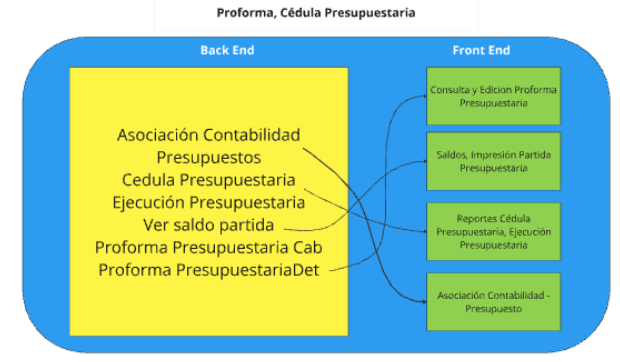 Proforma, Cédula Presupuestaria
Back End
Front End
Asociación Contabilidad
Presupuestos
Cedula Presupuestaria
Ejecución Presupuestaria
Ver saldo partida
Proforma Presupuestaria Cab
Proforma PresupuestariaDet
Consulta y Edicion Proforma
Presupuestaria
Saldos, Impresión Partida
Presupuestaria
Reportes Cédula
Presupuestaria, Ejecución
Presupuestaria
Asociación Contabilidad -
Presupuesto